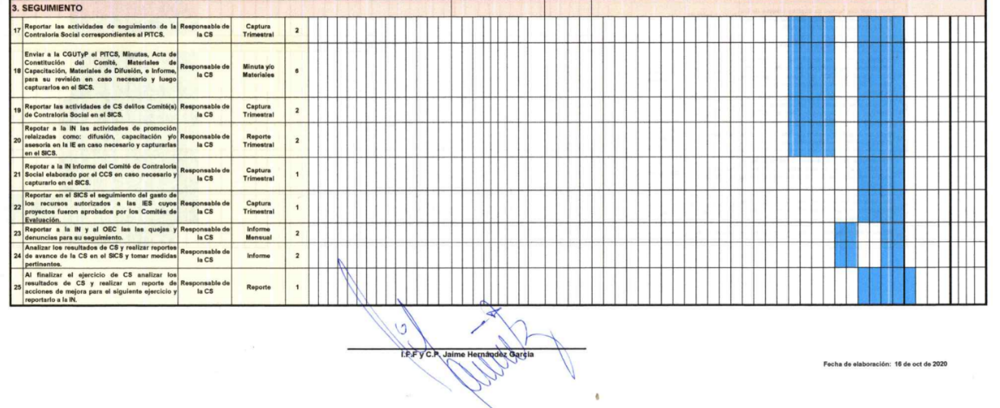 3. SEGUIMIENTO
17 Reportar las actividades de seguimiento de la Contraloría Social correspondientes al PITCS. Responsable de la CS Captura Trimestral 2
18 Enviar a la CGUTyP el PITCS, Minutas, Acta de Constitución del Comité, Materiales de Capacitación, Materiales de Difusión, e Informe, para su revisión en caso necesario y luego capturarlos en el SICS. Responsable de la CS Minuta y/o Materiales 6
19 Reportar las actividades de CS del/los Comité(s) de Contraloría Social en el SICS. Responsable de la CS Captura Trimestral 2
20 Repotar a la IN las actividades de promoción relaizadas como: difusión, capacitación y/o asesoría en la IE en caso necesario y capturarlas en el SICS. Responsable de la CS Reporte Trimestral 2
21 Repotar a la IN Informe del Comité de Contraloría Social elaborado por el CCS en caso necesario y capturarlo en el SICS. Responsable de la CS Captura Trimestral 1
22 Reportar en el SICS el seguimiento del gasto de los recursos autorizados a las IES cuyos proyectos fueron aprobados por los Comités de Evaluación. Responsable de la CS Captura Trimestral 1
23 Reportar a la IN y al OEC las las quejas y denuncias para su seguimiento. Responsable de la CS Informe Mensual 2
24 Analizar los resultados de CS y realizar reportes de avance de la CS en el SICS y tomar medidas pertinentes. Responsable de la CS Informe 2
25 Al finalizar el ejercicio de CS analizar los resultados de CS y realizar un reporte de acciones de mejora para el siguiente ejercicio y reportarlo a la IN. Responsable de la CS Reporte 1
I.P.F y C.P. Jaime Hernández García
Fecha de elaboración: 16 de oct de 2020